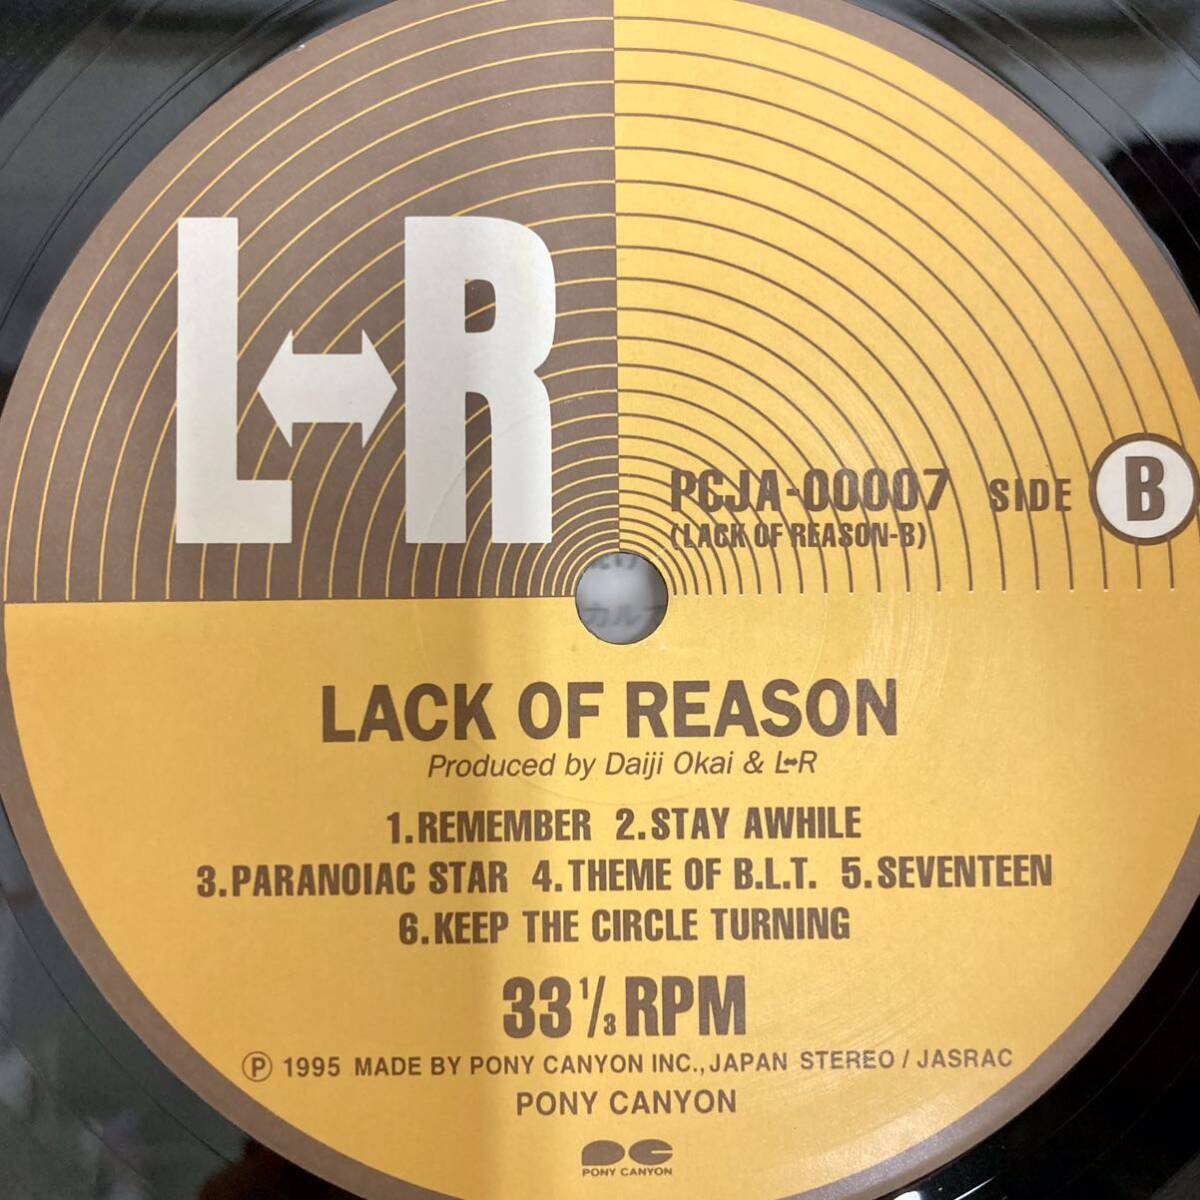 L↔R
PCJA-00007 SIDE B
(LACK OF REASON-B)
カル
LACK OF REASON
Produced by Daiji Okai & L↔R
1.REMEMBER 2.STAY AWHILE
3.PARANOIAC STAR 4.THEME OF B.L.T. 5.SEVENTEEN
6.KEEP THE CIRCLE TURNING
33 1/3 RPM
Ⓟ 1995 MADE BY PONY CANYON INC., JAPAN STEREO / JASRAC
PONY CANYON
PONY CANYON